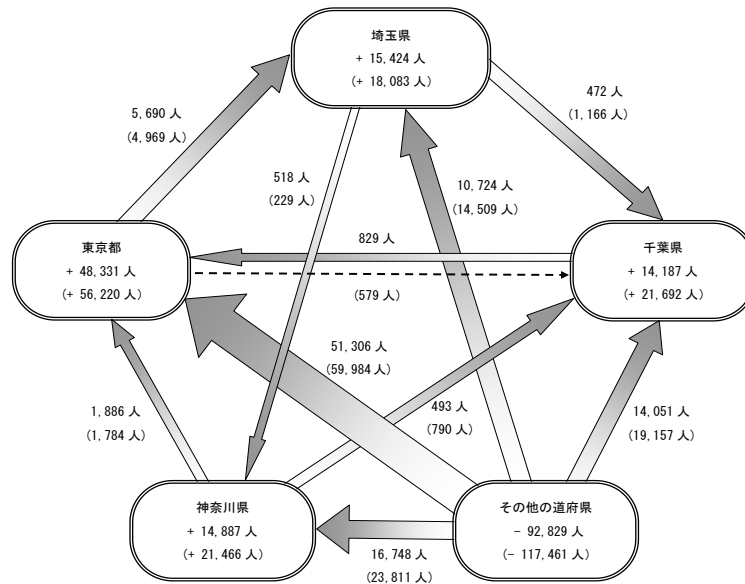 埼玉県
+ 15,424 人
(+ 18,083 人)
5,690 人
(4,969 人)
472 人
(1,166 人)
518 人
(229 人)
10,724 人
(14,509 人)
東京都
+ 48,331 人
(+ 56,220 人)
829 人
(579 人)
千葉県
+ 14,187 人
(+ 21,692 人)
51,306 人
(59,984 人)
1,886 人
(1,784 人)
493 人
(790 人)
14,051 人
(19,157 人)
神奈川県
+ 14,887 人
(+ 21,466 人)
16,748 人
(23,811 人)
その他の道府県
− 92,829 人
(− 117,461 人)